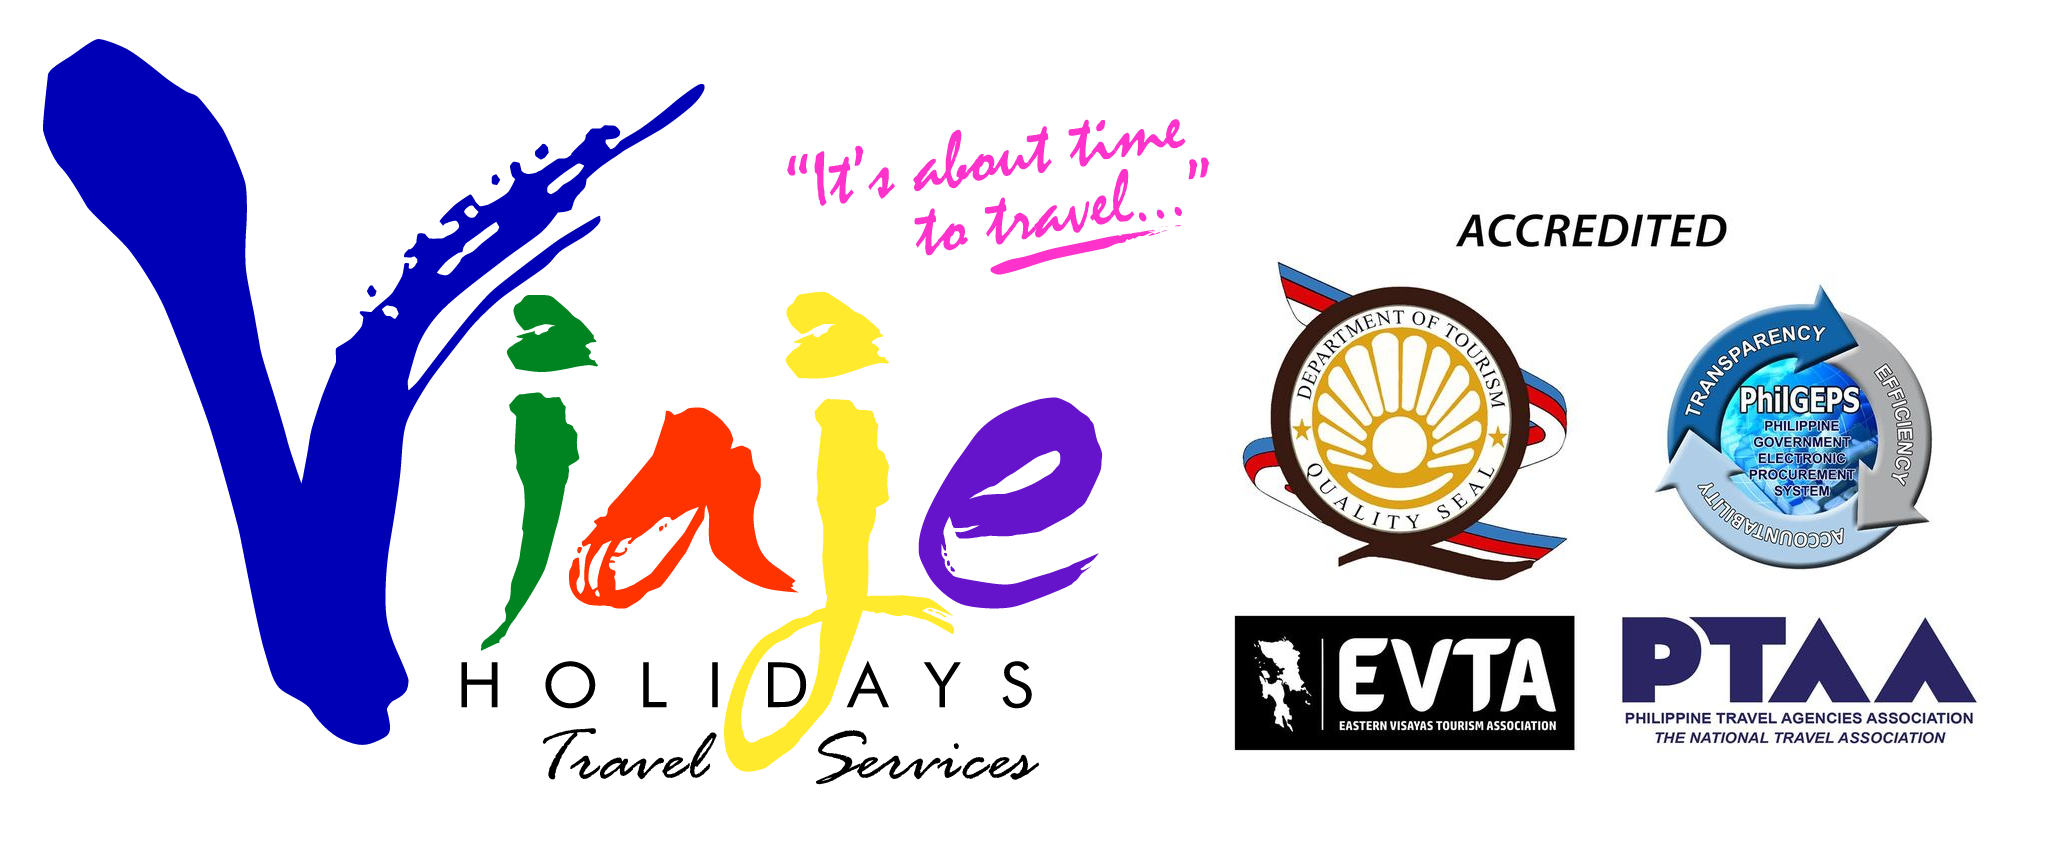 Viaje
HOLIDAYS
Travel Services
“It's about time
to travel...”
ACCREDITED
DEPARTMENT OF TOURISM
QUALITY SEAL
TRANSPARENCY
EFFICIENCY
ACCOUNTABILITY
PhilGEPS
PHILIPPINE
GOVERNMENT
ELECTRONIC
PROCUREMENT
SYSTEM
EVTA
EASTERN VISAYAS TOURISM ASSOCIATION
PTAA
PHILIPPINE TRAVEL AGENCIES ASSOCIATION
THE NATIONAL TRAVEL ASSOCIATION